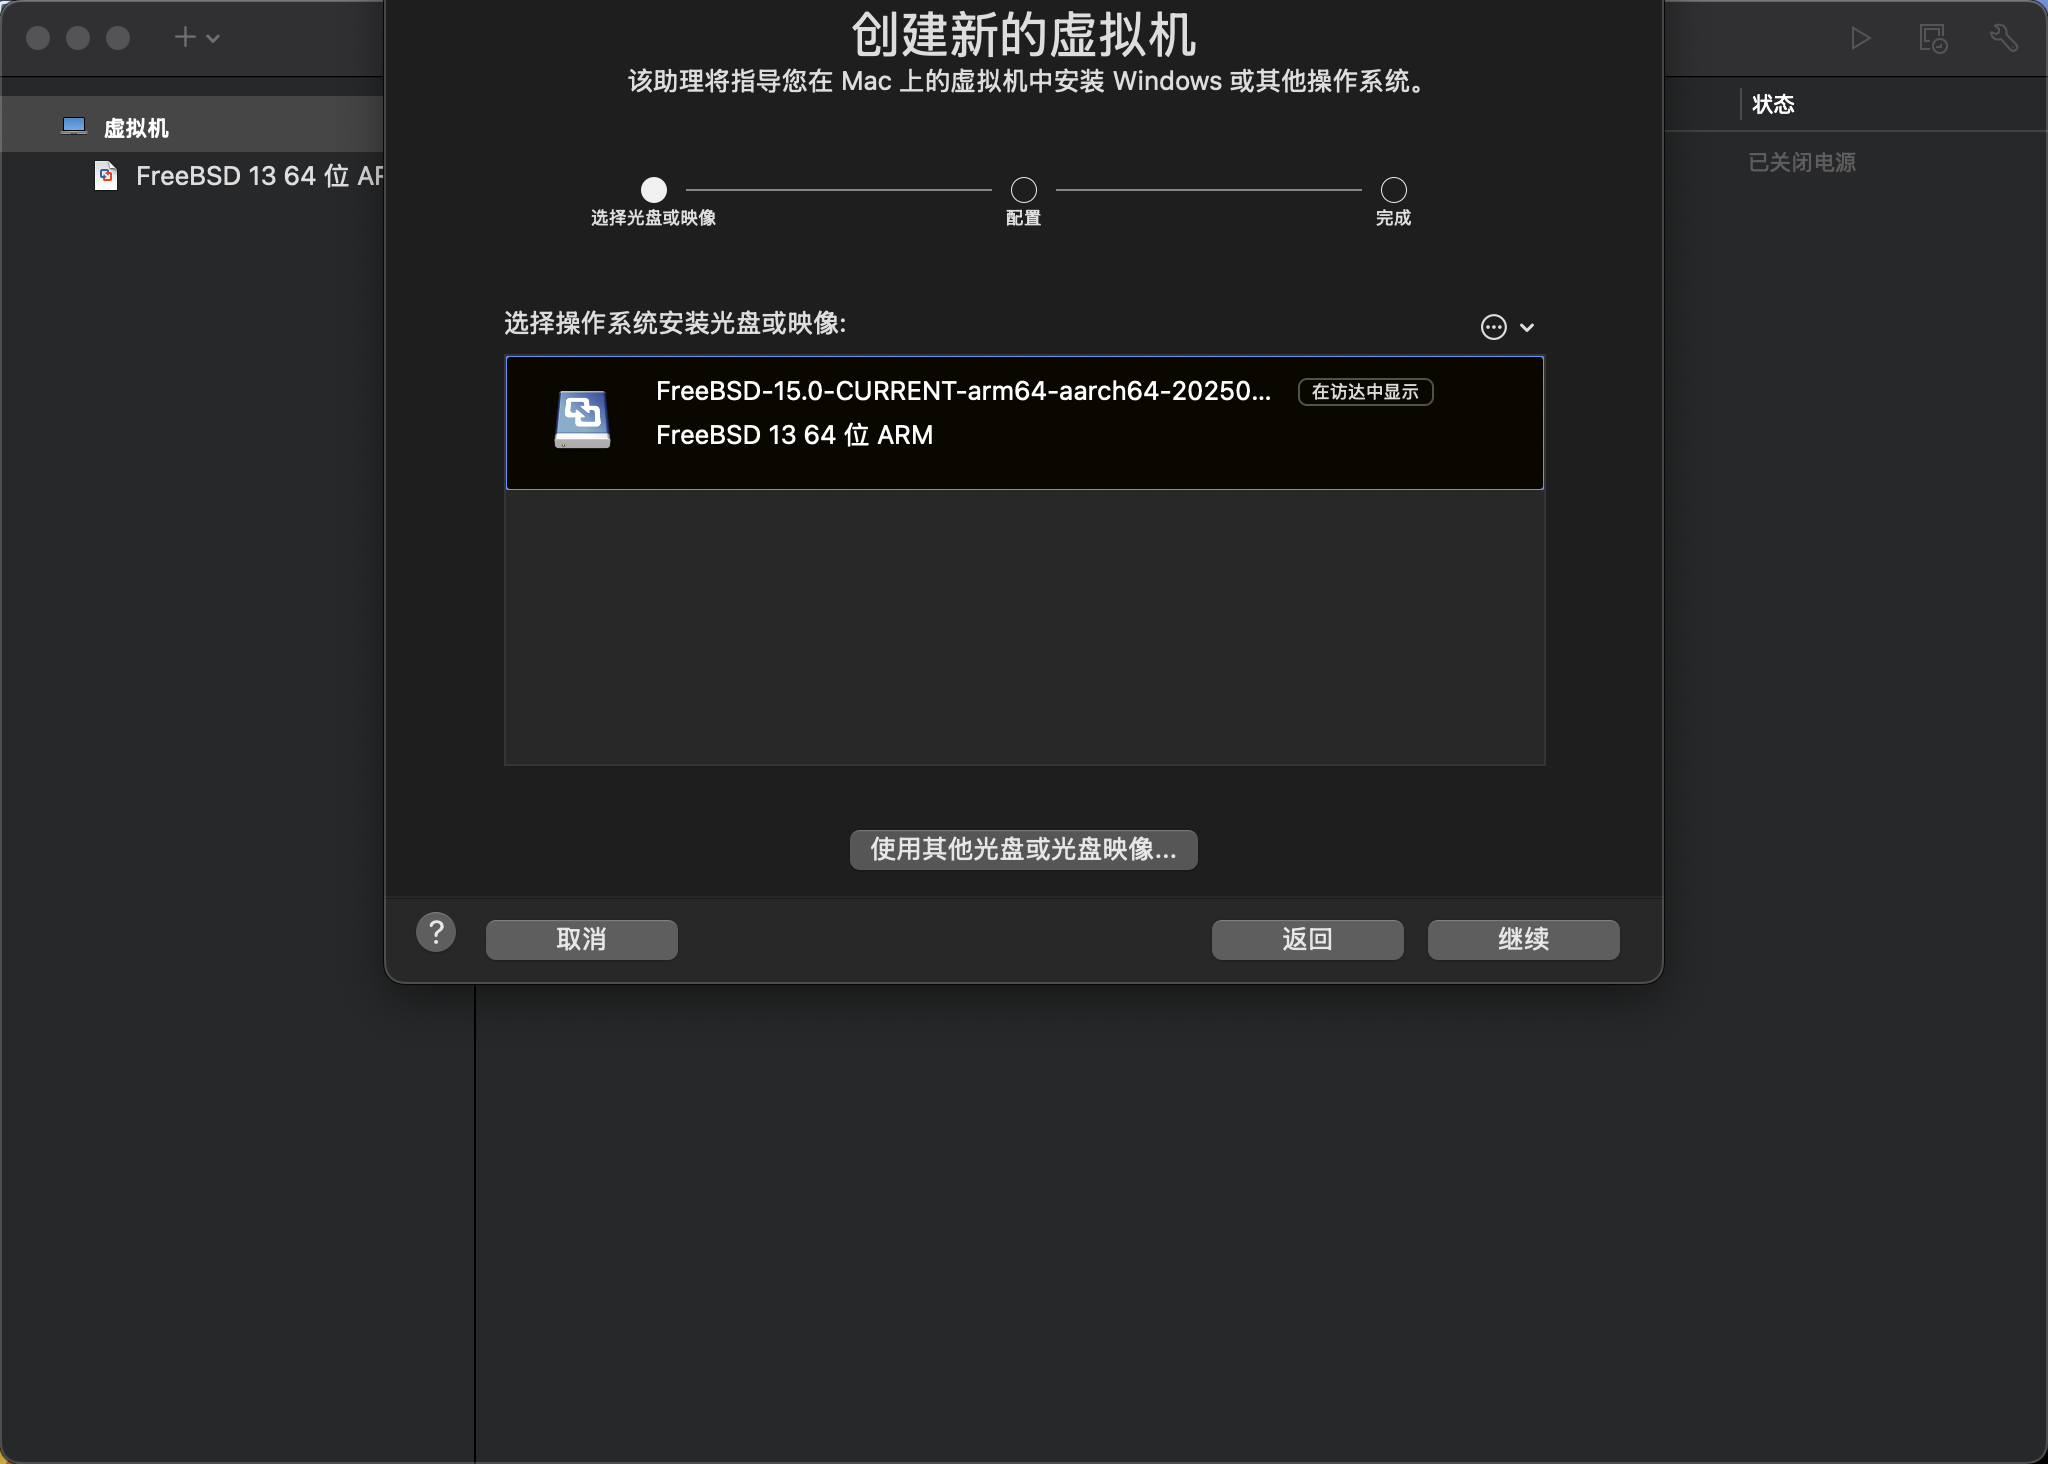 创建新的虚拟机
该助理将指导您在 Mac 上的虚拟机中安装 Windows 或其他操作系统。
虚拟机
FreeBSD 13 64 位
状态
已关闭电源
选择光盘或映像
配置
完成
选择操作系统安装光盘或映像:
FreeBSD-15.0-CURRENT-arm64-aarch64-20250...
在访达中显示
FreeBSD 13 64 位 ARM
使用其他光盘或光盘映像...
?
取消
返回
继续